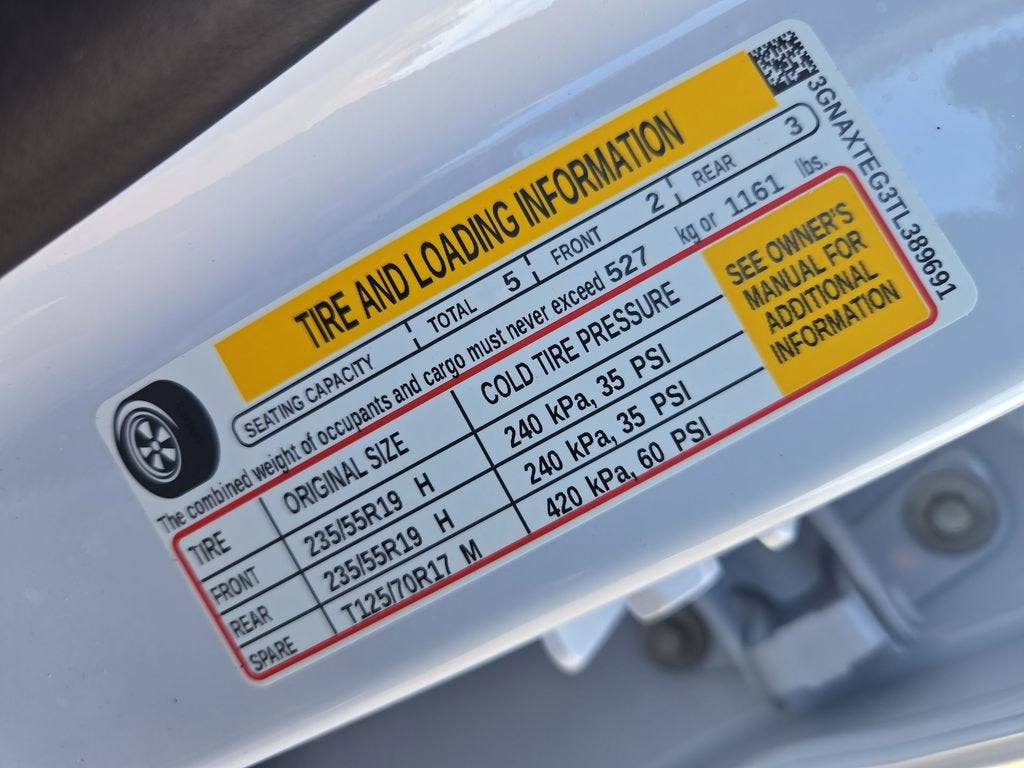 TIRE AND LOADING INFORMATION
SEATING CAPACITY TOTAL 5 FRONT 2 REAR 3
The combined weight of occupants and cargo must never exceed 527 kg or 1161 lbs.
TIRE ORIGINAL SIZE COLD TIRE PRESSURE
FRONT 235/55R19 H 240 kPa, 35 PSI
REAR 235/55R19 H 240 kPa, 35 PSI
SPARE T125/70R17 M 420 kPa, 60 PSI
SEE OWNER'S
MANUAL FOR
ADDITIONAL
INFORMATION
3GNAXTEG3TL389691